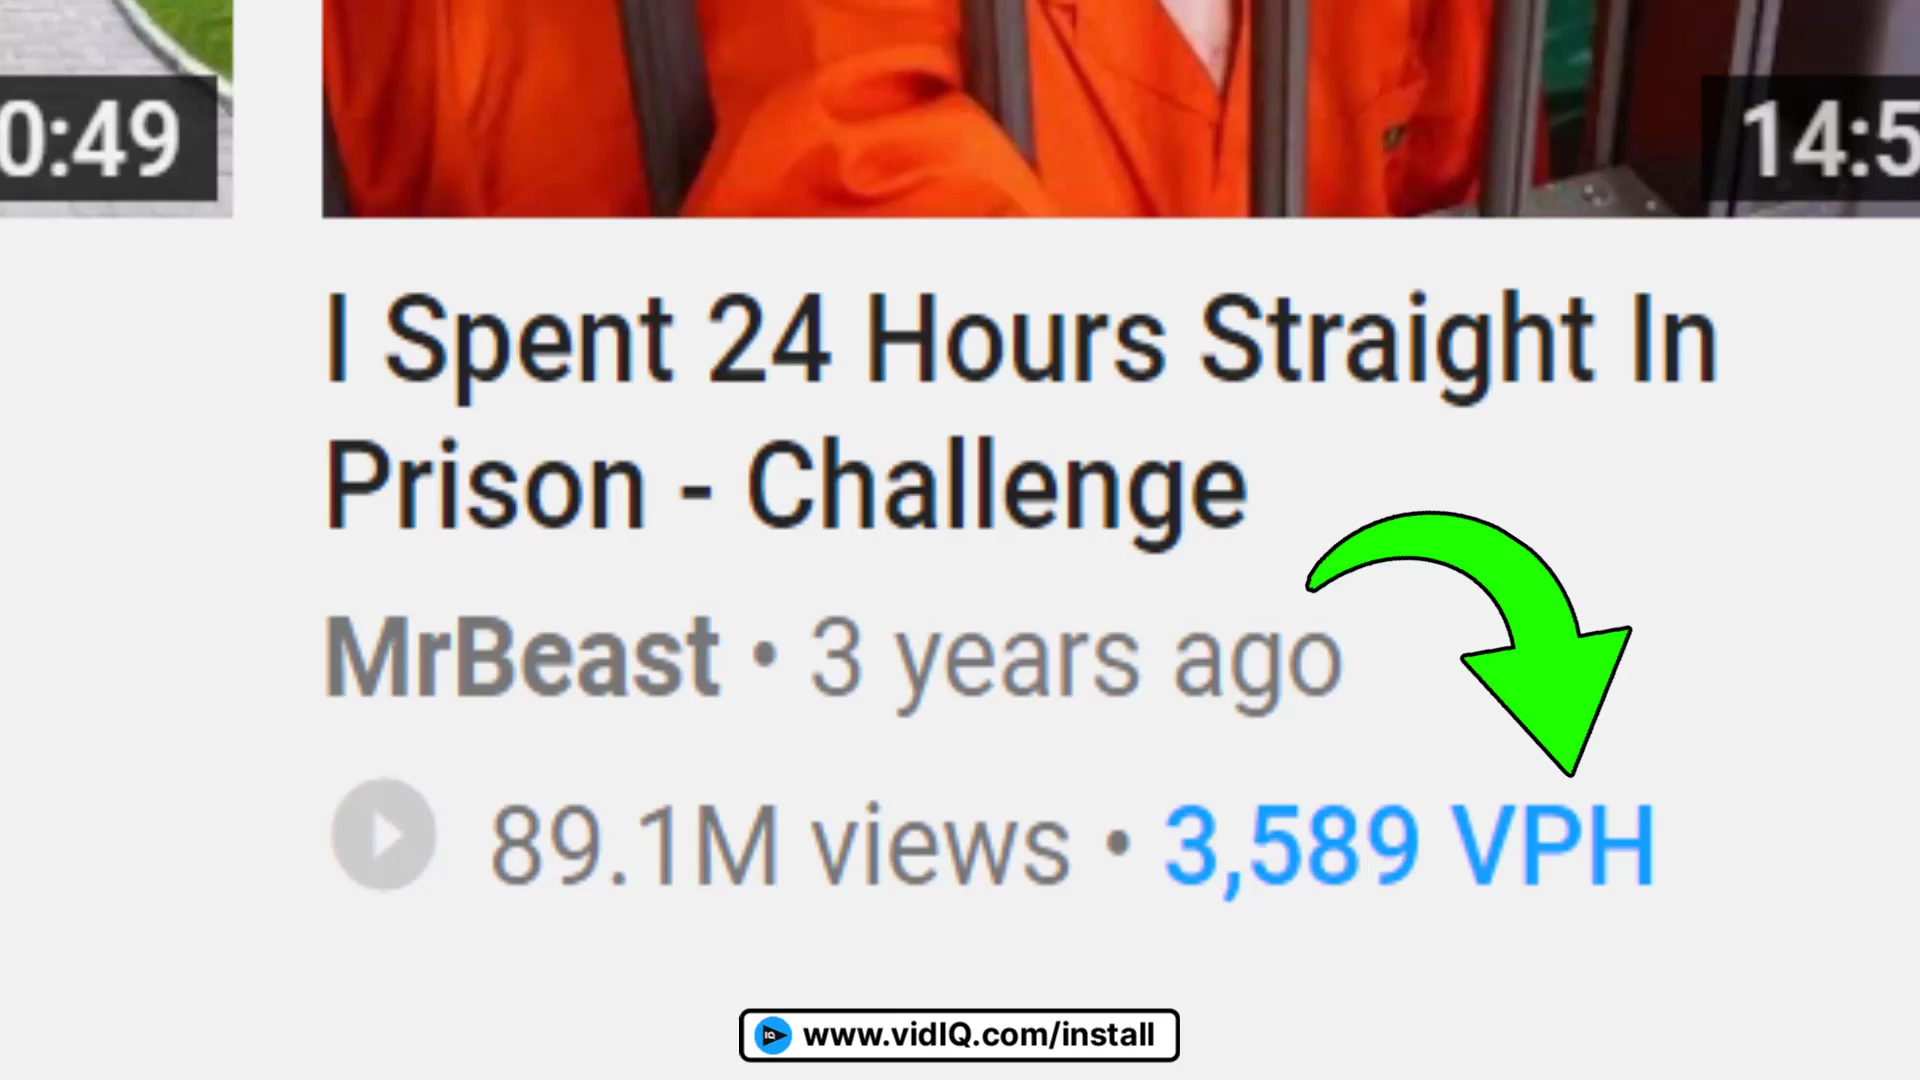 0:49
14:5
I Spent 24 Hours Straight In
Prison - Challenge
MrBeast • 3 years ago
89.1M views • 3,589 VPH
IQ www.vidIQ.com/install